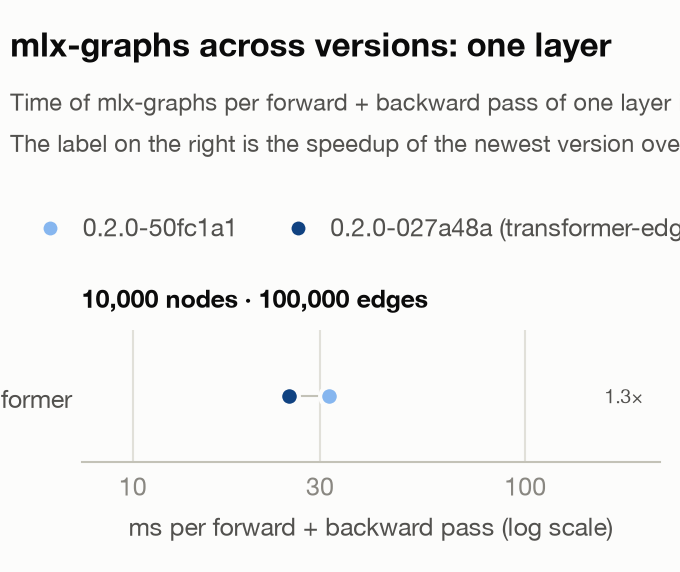 mlx-graphs across versions: one layer
Time of mlx-graphs per forward + backward pass of one layer
The label on the right is the speedup of the newest version ove
0.2.0-50fc1a1 0.2.0-027a48a (transformer-edg
10,000 nodes · 100,000 edges
former 1.3×
10 30 100
ms per forward + backward pass (log scale)